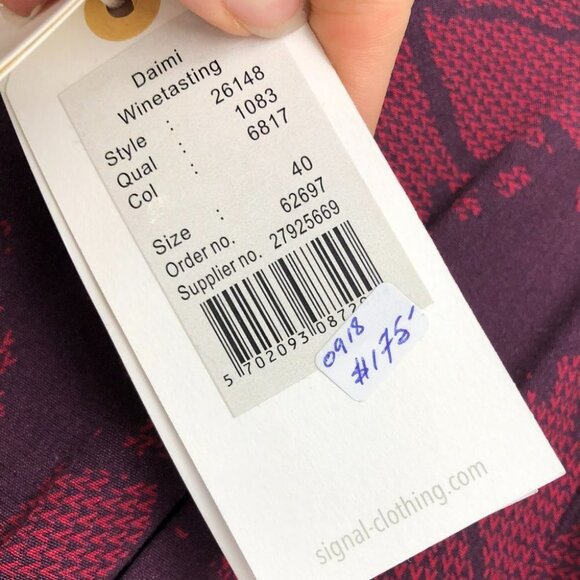 Daimi
Winetasting
Style : 26148
Qual : 1083
Col 6817
Size : 40
Order no. 62697
Supplier no. 27925669
5 702093 0872
0918
#175-
signal-clothing.com